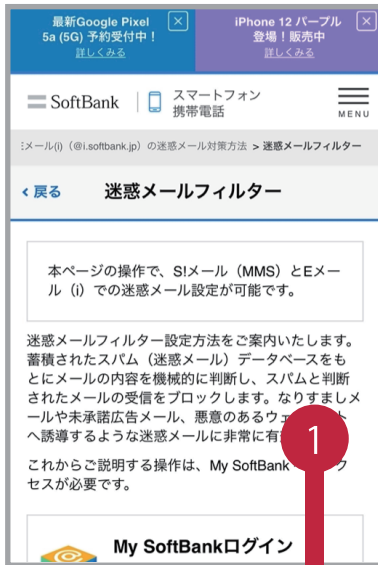 最新Google Pixel
5a (5G) 予約受付中！
詳しくみる
iPhone 12 パープル
登場！販売中
詳しくみる
SoftBank
スマートフォン
携帯電話
MENU
Eメール(i)（@i.softbank.jp）の迷惑メール対策方法 > 迷惑メールフィルター
戻る
迷惑メールフィルター
本ページの操作で、S!メール（MMS）とEメー
ル（i）での迷惑メール設定が可能です。
迷惑メールフィルター設定方法をご案内いたします。
蓄積されたスパム（迷惑メール）データベースをも
とにメールの内容を機械的に判断し、スパムと判断
されたメールの受信をブロックします。なりすましメ
ールや未承諾広告メール、悪意のあるウェ
へ誘導するような迷惑メールに非常に有
1
これからご説明する操作は、My SoftBank
セスが必要です。
My SoftBankログイン